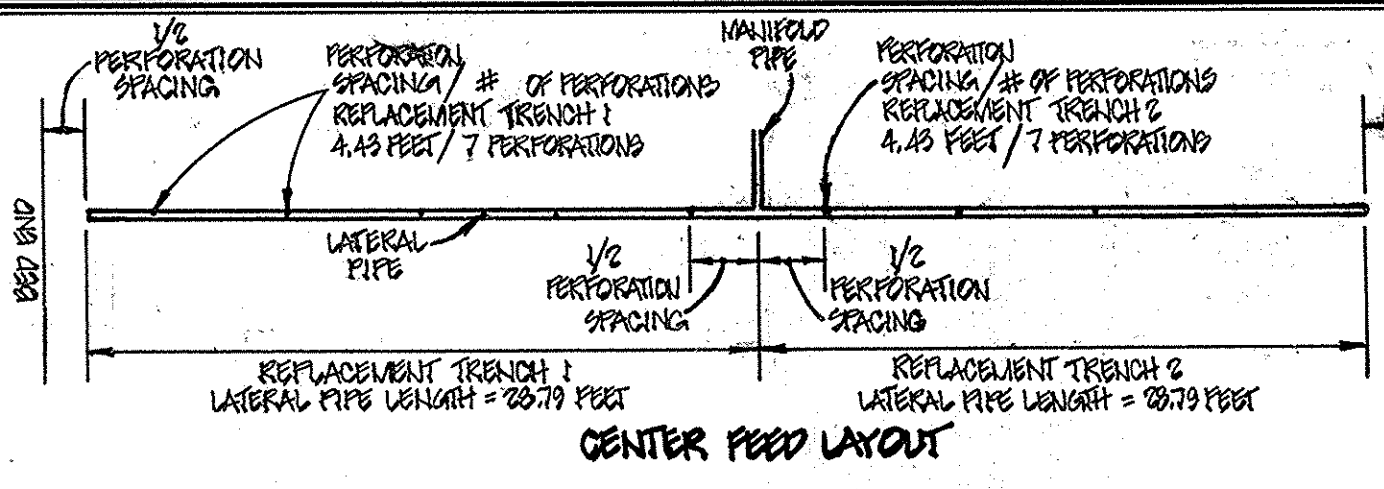 1/2
PERFORATION
SPACING
PERFORATION
SPACING / # OF PERFORATIONS
REPLACEMENT TRENCH 1
4.43 FEET / 7 PERFORATIONS
MANIFOLD
PIPE
PERFORATION
SPACING / # OF PERFORATIONS
REPLACEMENT TRENCH 2
4.43 FEET / 7 PERFORATIONS
BED END
LATERAL
PIPE
1/2
PERFORATION
SPACING
1/2
PERFORATION
SPACING
REPLACEMENT TRENCH 1
LATERAL PIPE LENGTH = 28.79 FEET
REPLACEMENT TRENCH 2
LATERAL PIPE LENGTH = 28.79 FEET
CENTER FEED LAYOUT